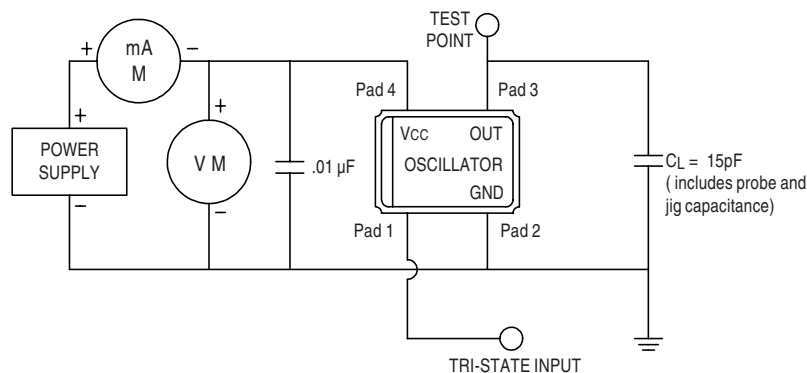 TEST
POINT
+
mA
M
−
Pad 4
Pad 3
+
POWER
SUPPLY
−
+
V M
−
.01 µF
VCC
OUT
OSCILLATOR
GND
CL = 15pF
( includes probe and
jig capacitance)
Pad 1
Pad 2
TRI-STATE INPUT